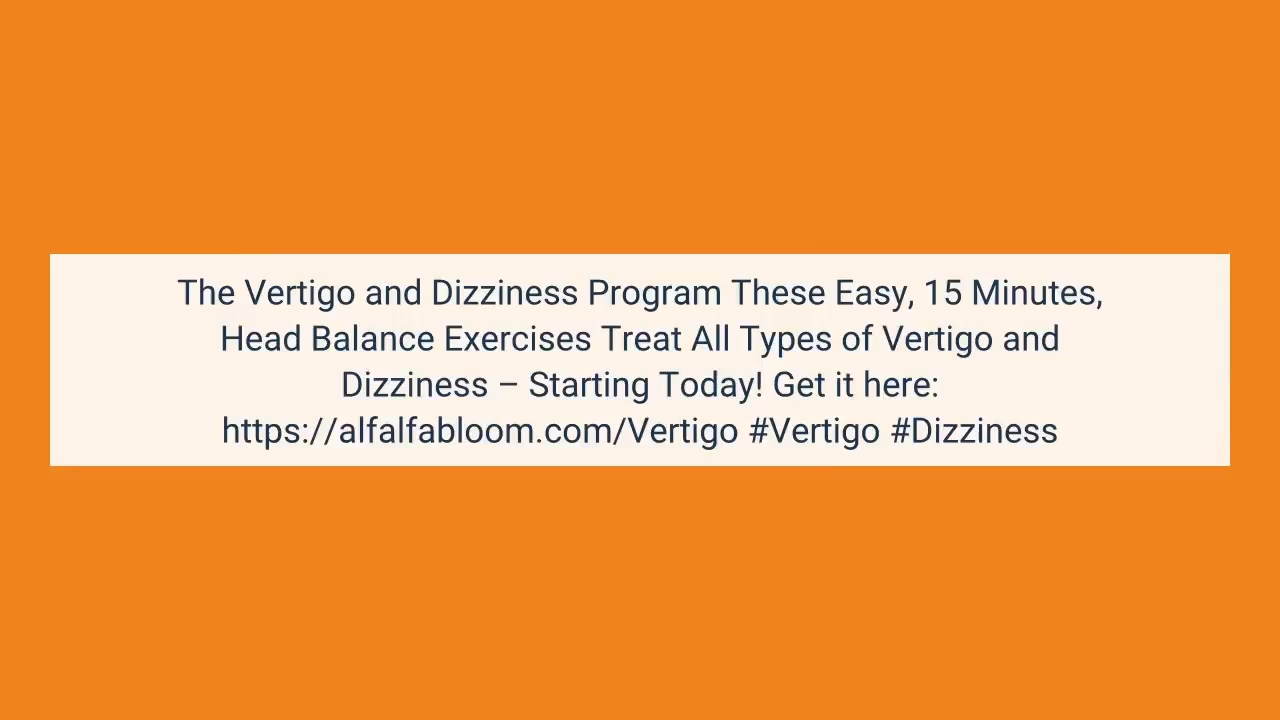 The Vertigo and Dizziness Program These Easy, 15 Minutes,
Head Balance Exercises Treat All Types of Vertigo and
Dizziness – Starting Today! Get it here:
https://alfalfabloom.com/Vertigo #Vertigo #Dizziness